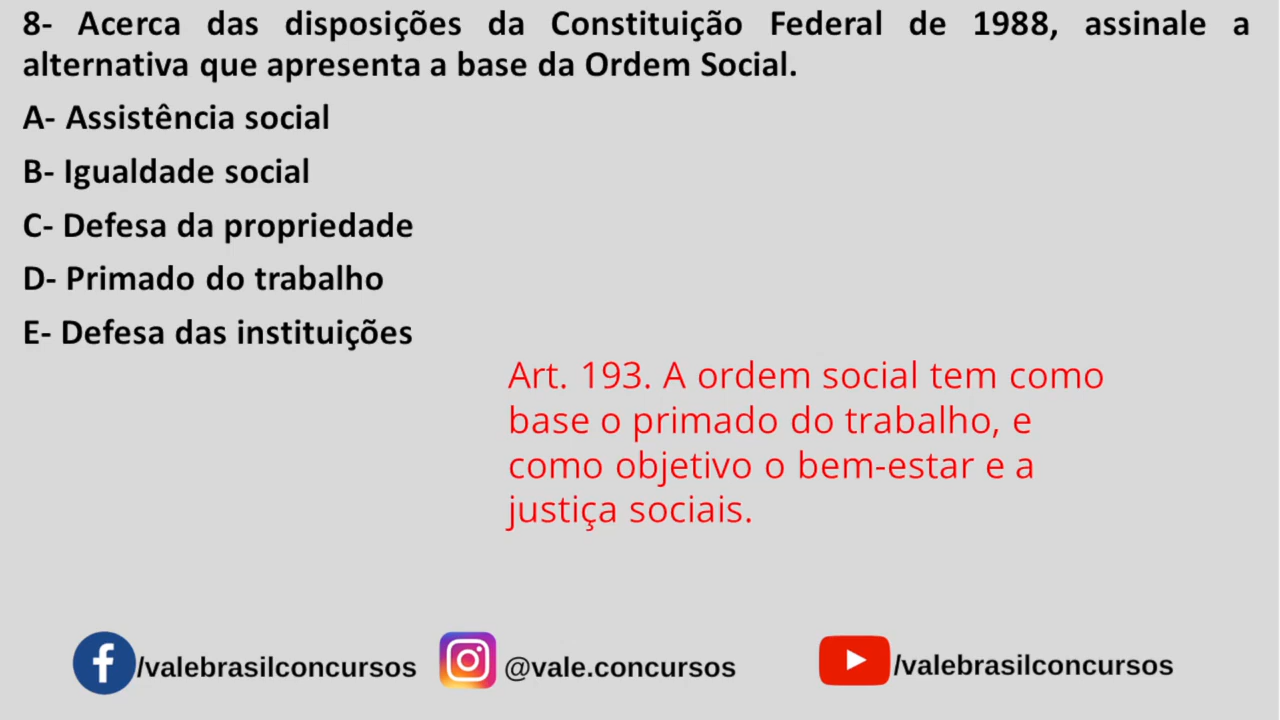 8- Acerca das disposições da Constituição Federal de 1988, assinale a
alternativa que apresenta a base da Ordem Social.
A- Assistência social
B- Igualdade social
C- Defesa da propriedade
D- Primado do trabalho
E- Defesa das instituições
Art. 193. A ordem social tem como
base o primado do trabalho, e
como objetivo o bem-estar e a
justiça sociais.
/valebrasilconcursos @vale.concursos /valebrasilconcursos